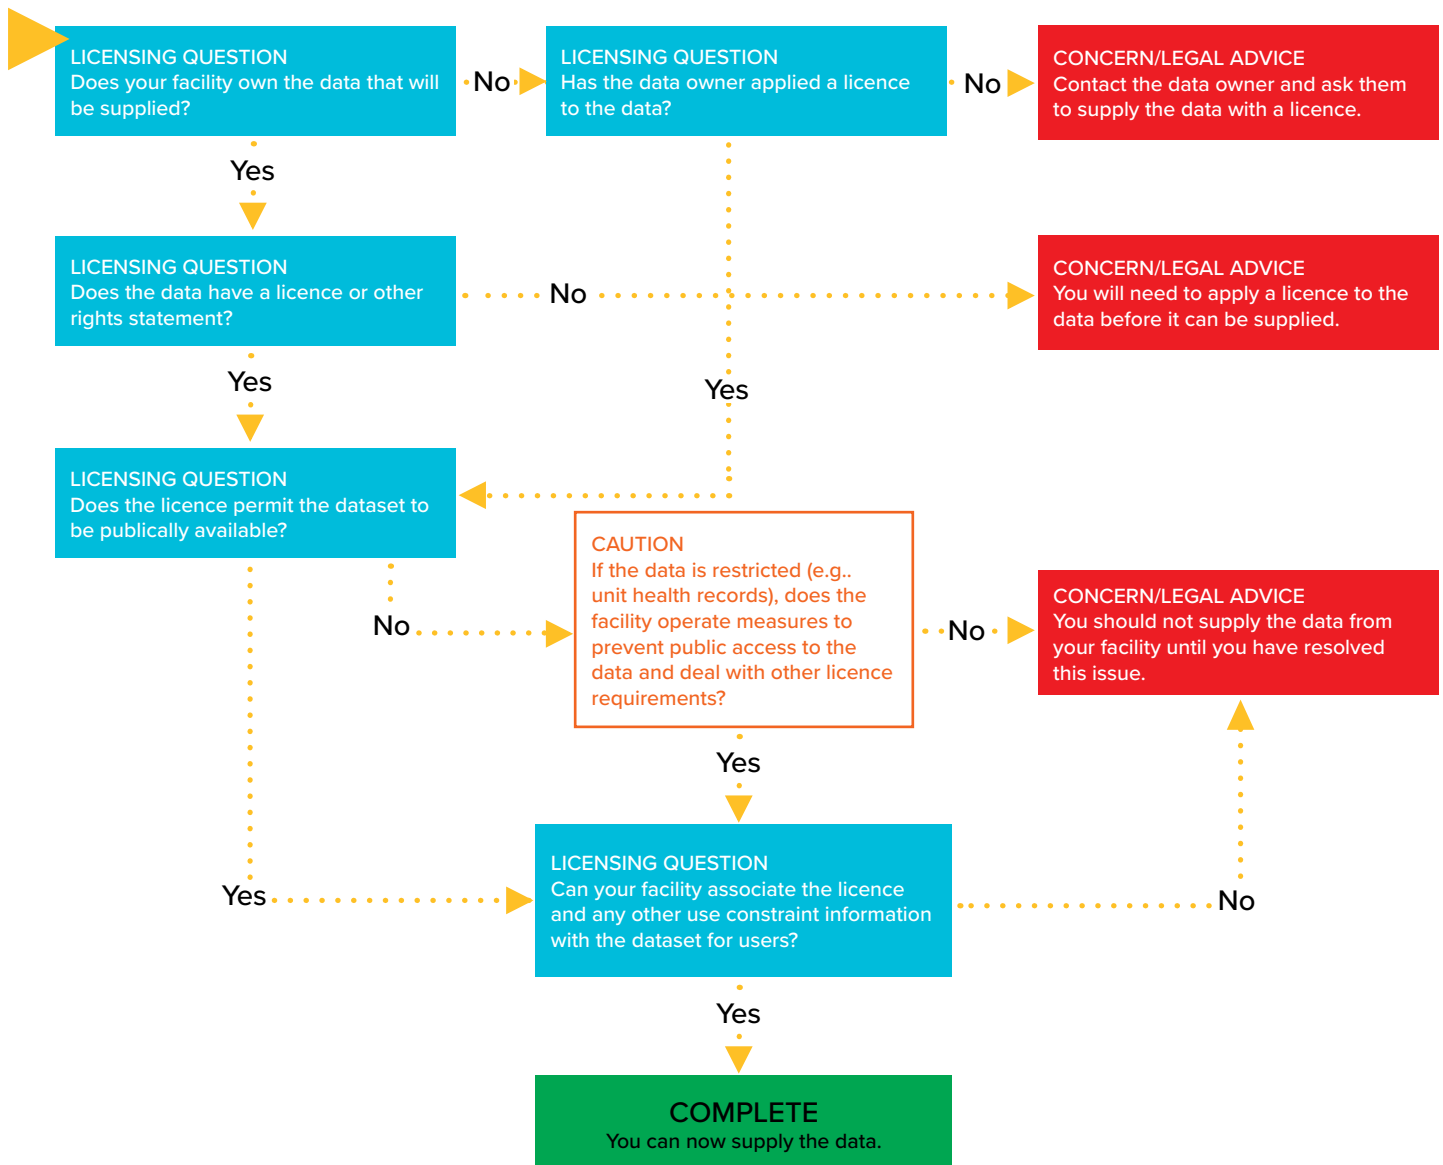 LICENSING QUESTION
Does your facility own the data that will
be supplied?
No
LICENSING QUESTION
Has the data owner applied a licence
to the data?
No
CONCERN/LEGAL ADVICE
Contact the data owner and ask them
to supply the data with a licence.
Yes
LICENSING QUESTION
Does the data have a licence or other
rights statement?
No
CONCERN/LEGAL ADVICE
You will need to apply a licence to the
data before it can be supplied.
Yes
Yes
LICENSING QUESTION
Does the licence permit the dataset to
be publically available?
No
CAUTION
If the data is restricted (e.g..
unit health records), does the
facility operate measures to
prevent public access to the
data and deal with other licence
requirements?
No
CONCERN/LEGAL ADVICE
You should not supply the data from
your facility until you have resolved
this issue.
Yes
Yes
LICENSING QUESTION
Can your facility associate the licence
and any other use constraint information
with the dataset for users?
No
Yes
COMPLETE
You can now supply the data.